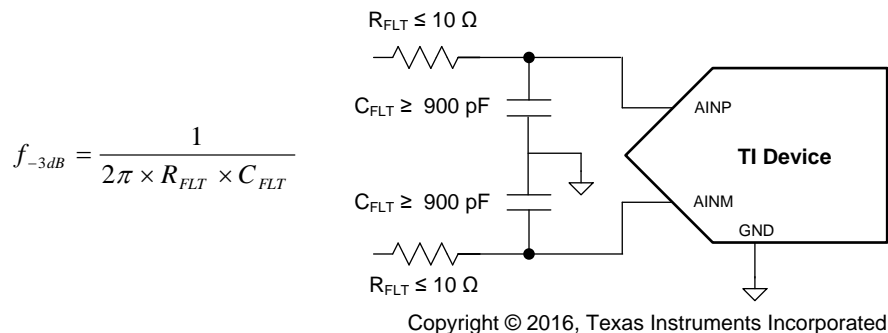 R_FLT ≤ 10 Ω
C_FLT ≥ 900 pF
AINP
f_-3dB = 1 / (2π × R_FLT × C_FLT)
TI Device
C_FLT ≥ 900 pF
AINM
GND
R_FLT ≤ 10 Ω
Copyright © 2016, Texas Instruments Incorporated